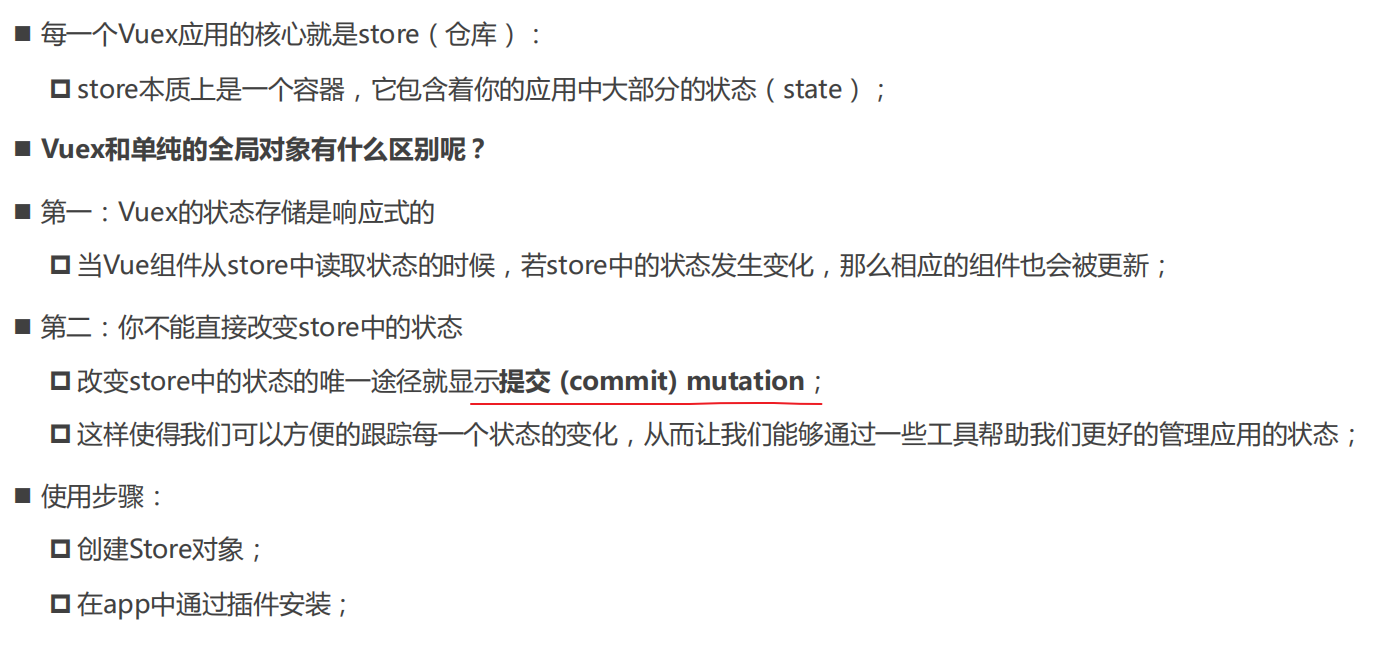 ■ 每一个Vuex应用的核心就是store（仓库）：
□ store本质上是一个容器，它包含着你的应用中大部分的状态（state）；
■ Vuex和单纯的全局对象有什么区别呢？
■ 第一：Vuex的状态存储是响应式的
□ 当Vue组件从store中读取状态的时候，若store中的状态发生变化，那么相应的组件也会被更新；
■ 第二：你不能直接改变store中的状态
□ 改变store中的状态的唯一途径就显示提交 (commit) mutation；
□ 这样使得我们可以方便的跟踪每一个状态的变化，从而让我们能够通过一些工具帮助我们更好的管理应用的状态；
■ 使用步骤：
□ 创建Store对象；
□ 在app中通过插件安装；